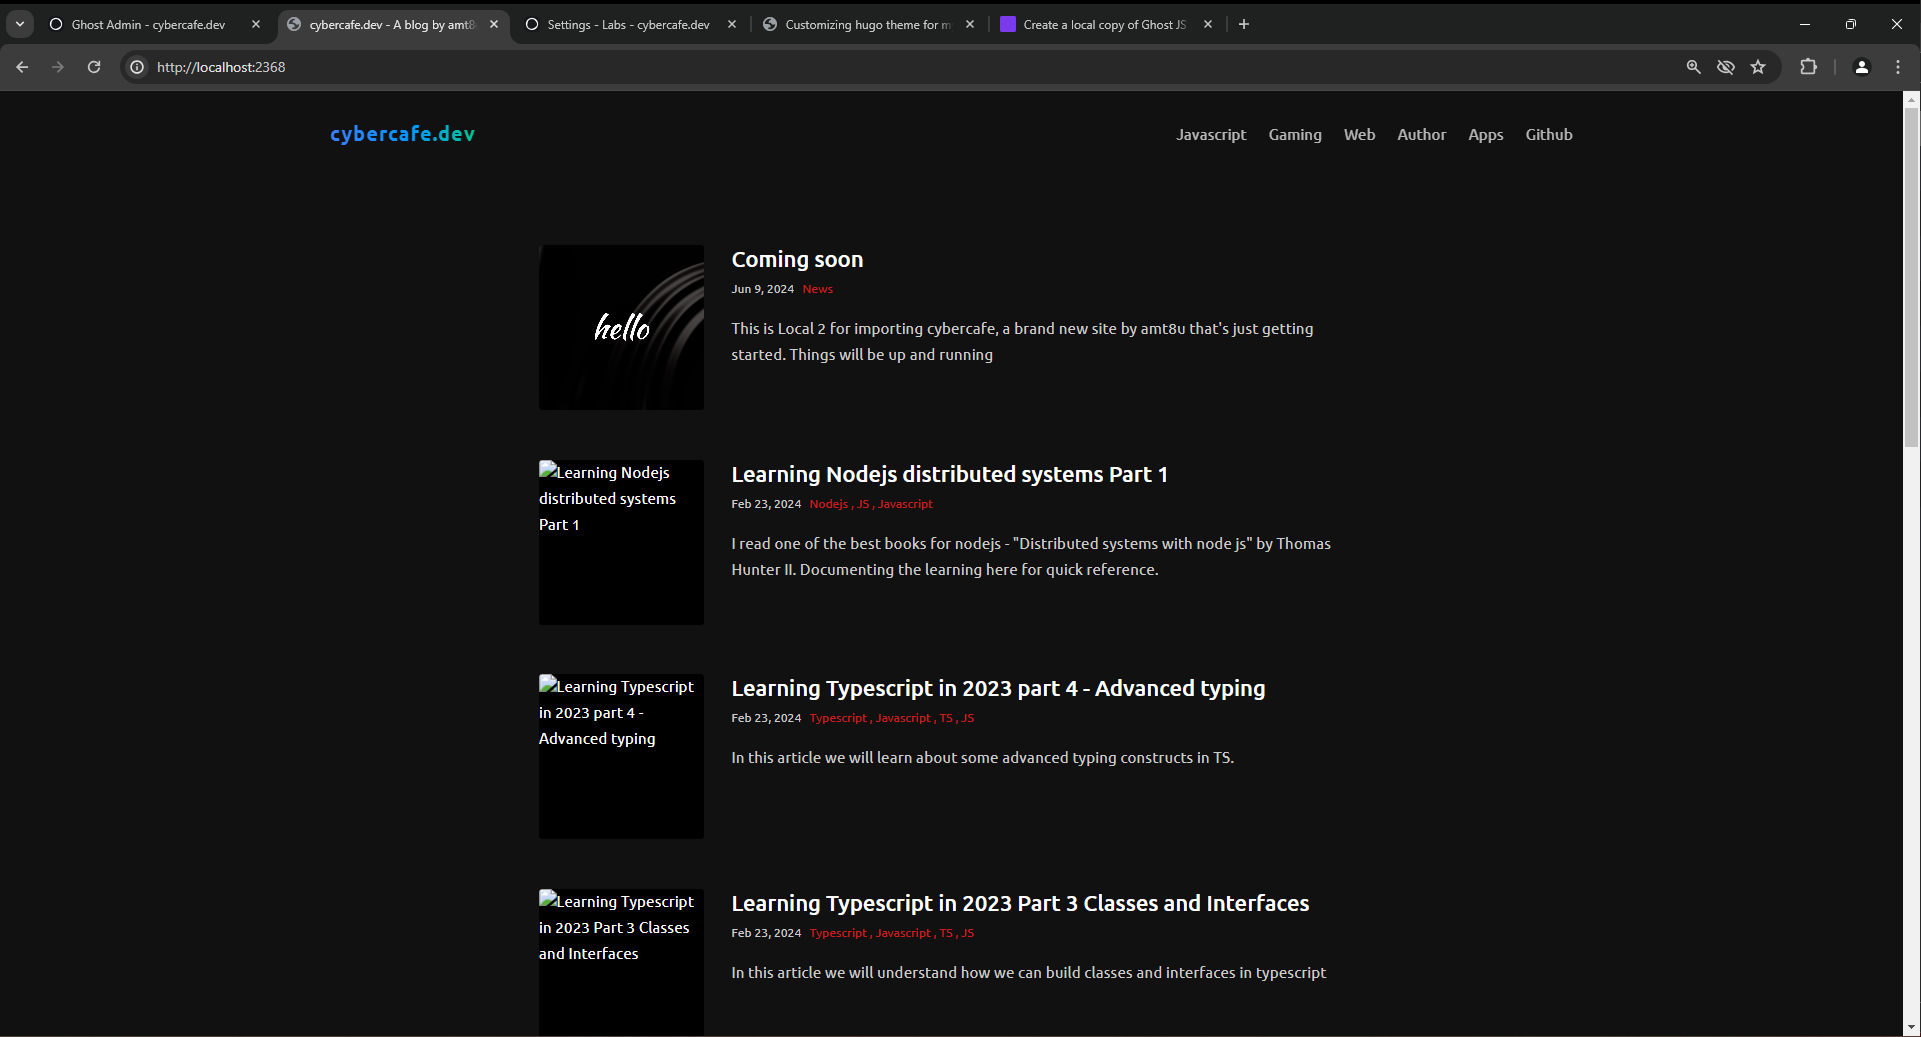 Ghost Admin - cybercafe.dev
cybercafe.dev - A blog by amt8
Settings - Labs - cybercafe.dev
Customizing hugo theme for m
Create a local copy of Ghost JS
http://localhost:2368
cybercafe.dev
Javascript Gaming Web Author Apps Github
hello
Coming soon
Jun 9, 2024 News
This is Local 2 for importing cybercafe, a brand new site by amt8u that's just getting
started. Things will be up and running
Learning Nodejs
distributed systems
Part 1
Learning Nodejs distributed systems Part 1
Feb 23, 2024 Nodejs , JS , Javascript
I read one of the best books for nodejs - "Distributed systems with node js" by Thomas
Hunter II. Documenting the learning here for quick reference.
Learning Typescript
in 2023 part 4 -
Advanced typing
Learning Typescript in 2023 part 4 - Advanced typing
Feb 23, 2024 Typescript , Javascript , TS , JS
In this article we will learn about some advanced typing constructs in TS.
Learning Typescript
in 2023 Part 3 Classes
and Interfaces
Learning Typescript in 2023 Part 3 Classes and Interfaces
Feb 23, 2024 Typescript , Javascript , TS , JS
In this article we will understand how we can build classes and interfaces in typescript